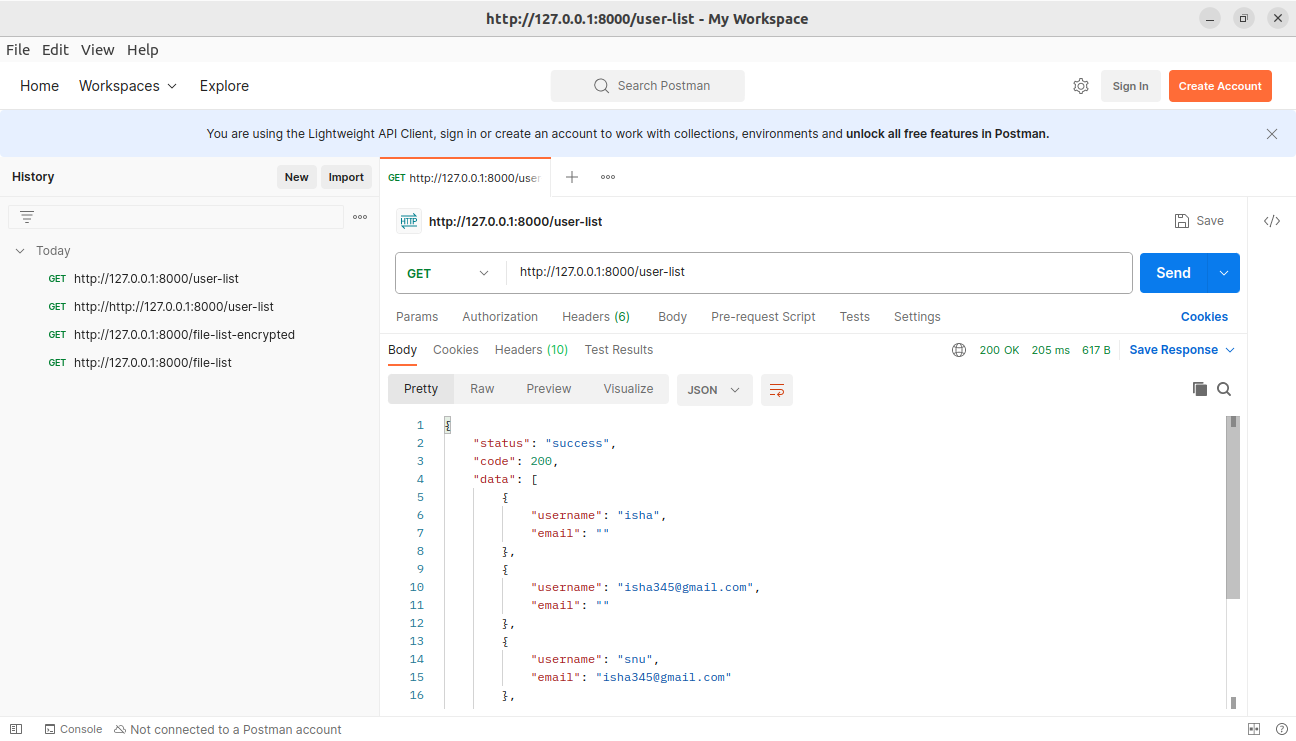 http://127.0.0.1:8000/user-list - My Workspace
File Edit View Help
Home Workspaces Explore Search Postman Sign In Create Account
You are using the Lightweight API Client, sign in or create an account to work with collections, environments and unlock all free features in Postman.
History New Import
GET http://127.0.0.1:8000/user
Today
GET http://127.0.0.1:8000/user-list
GET http://http://127.0.0.1:8000/user-list
GET http://127.0.0.1:8000/file-list-encrypted
GET http://127.0.0.1:8000/file-list
HTTP http://127.0.0.1:8000/user-list Save </>
GET http://127.0.0.1:8000/user-list Send
Params Authorization Headers (6) Body Pre-request Script Tests Settings Cookies
Body Cookies Headers (10) Test Results 200 OK 205 ms 617 B Save Response
Pretty Raw Preview Visualize JSON
1 {
2 "status": "success",
3 "code": 200,
4 "data": [
5 {
6 "username": "isha",
7 "email": ""
8 },
9 {
10 "username": "isha345@gmail.com",
11 "email": ""
12 },
13 {
14 "username": "snu",
15 "email": "isha345@gmail.com"
16 },
Console Not connected to a Postman account